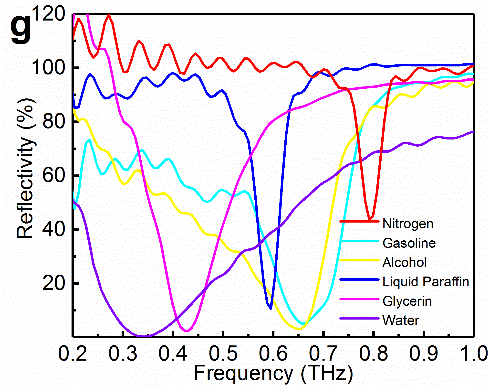 g
120
100
80
60
40
20
Reflectivity (%)
Nitrogen
Gasoline
Alcohol
Liquid Paraffin
Glycerin
Water
0.2 0.3 0.4 0.5 0.6 0.7 0.8 0.9 1.0
Frequency (THz)